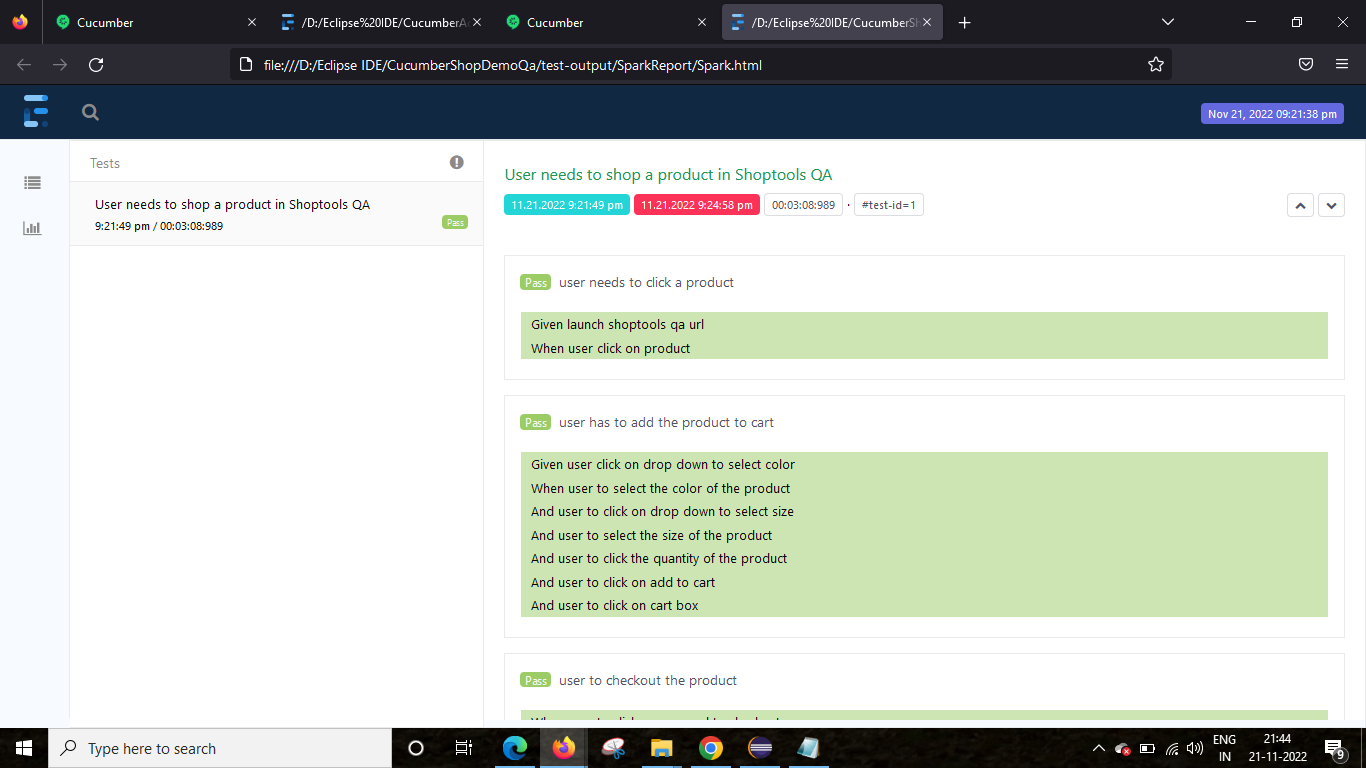 Cucumber
/D:/Eclipse%20IDE/CucumberA
Cucumber
/D:/Eclipse%20IDE/CucumberSh
file:///D:/Eclipse IDE/CucumberShopDemoQa/test-output/SparkReport/Spark.html
Nov 21, 2022 09:21:38 pm
Tests
User needs to shop a product in Shoptools QA
9:21:49 pm / 00:03:08:989
Pass
User needs to shop a product in Shoptools QA
11.21.2022 9:21:49 pm 11.21.2022 9:24:58 pm 00:03:08:989 · #test-id=1
Pass user needs to click a product
Given launch shoptools qa url
When user click on product
Pass user has to add the product to cart
Given user click on drop down to select color
When user to select the color of the product
And user to click on drop down to select size
And user to select the size of the product
And user to click the quantity of the product
And user to click on add to cart
And user to click on cart box
Pass user to checkout the product
Type here to search
ENG
IN
21:44
21-11-2022
9